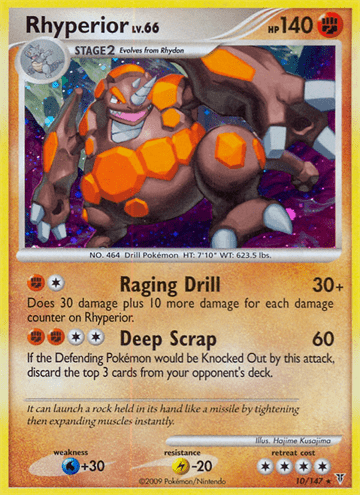 Rhyperior LV.66 HP 140
STAGE2 Evolves from Rhydon
NO. 464 Drill Pokémon HT: 7'10" WT: 623.5 lbs.
Raging Drill 30+
Does 30 damage plus 10 more damage for each damage
counter on Rhyperior.
Deep Scrap 60
If the Defending Pokémon would be Knocked Out by this attack,
discard the top 3 cards from your opponent's deck.
It can launch a rock held in its hand like a missile by tightening
then expanding muscles instantly.
Illus. Hajime Kusajima
weakness resistance retreat cost
+30 -20
©2009 Pokémon/Nintendo 10/147 ★